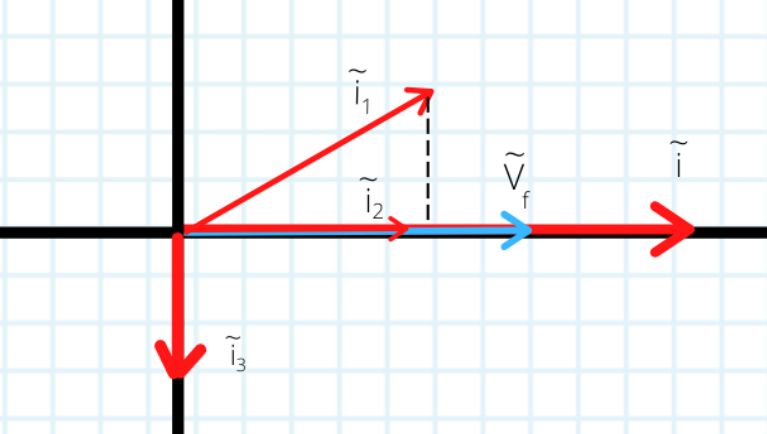 ĩ₁
ĩ₂
Ṽf
ĩ
ĩ₃